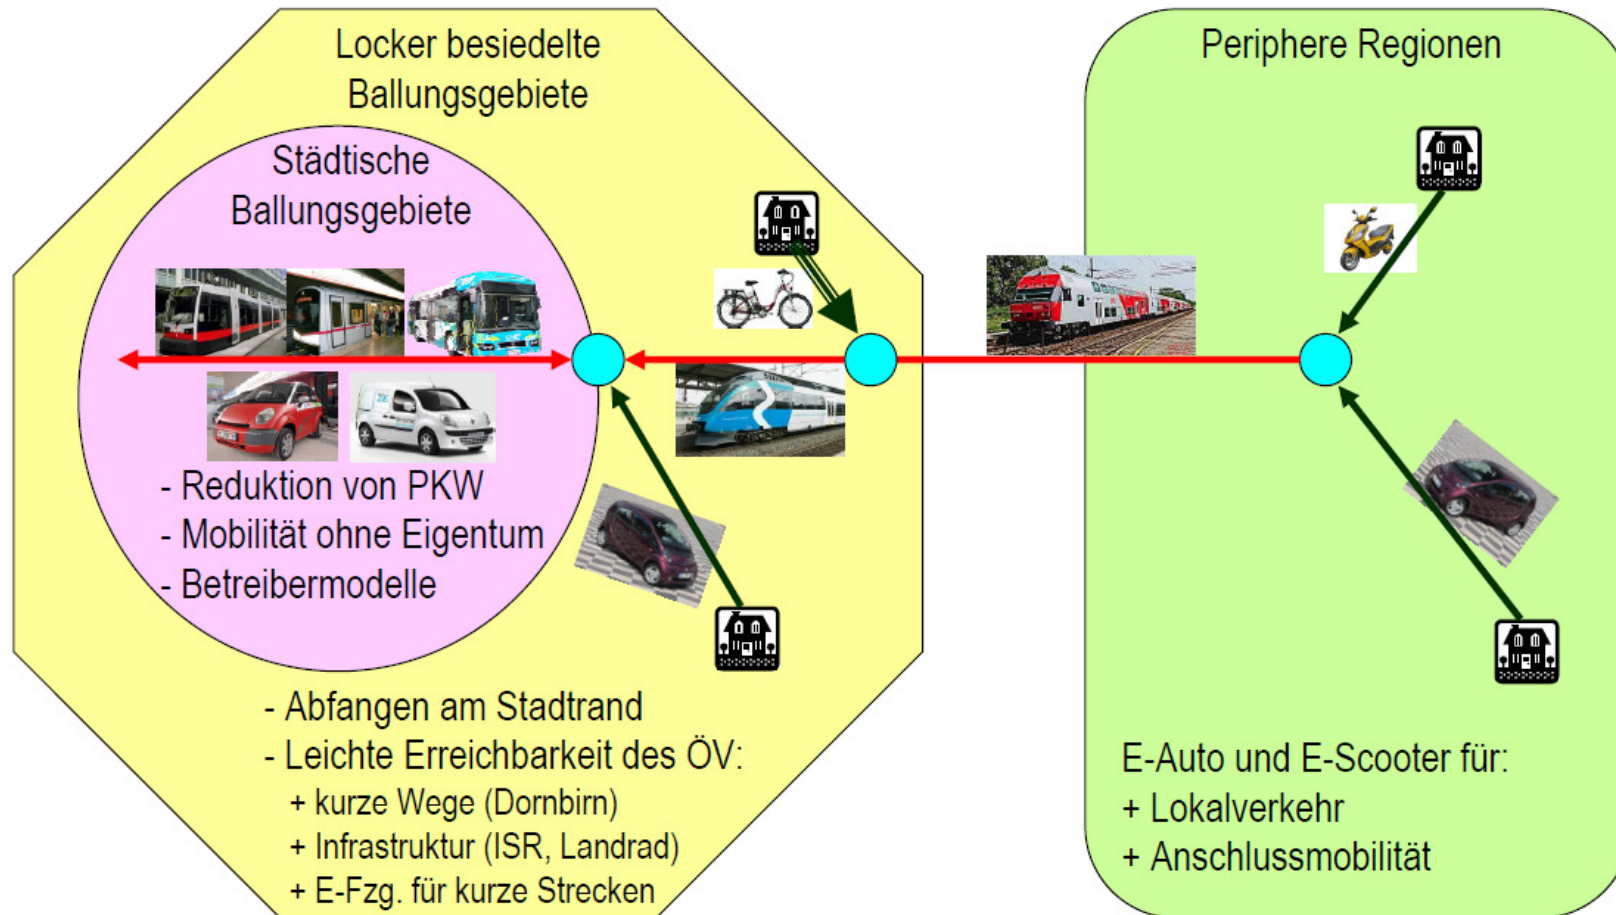 Locker besiedelte
Ballungsgebiete
Städtische
Ballungsgebiete
- Reduktion von PKW
- Mobilität ohne Eigentum
- Betreibermodelle
- Abfangen am Stadtrand
- Leichte Erreichbarkeit des ÖV:
+ kurze Wege (Dornbirn)
+ Infrastruktur (ISR, Landrad)
+ E-Fzg. für kurze Strecken
Periphere Regionen
E-Auto und E-Scooter für:
+ Lokalverkehr
+ Anschlussmobilität